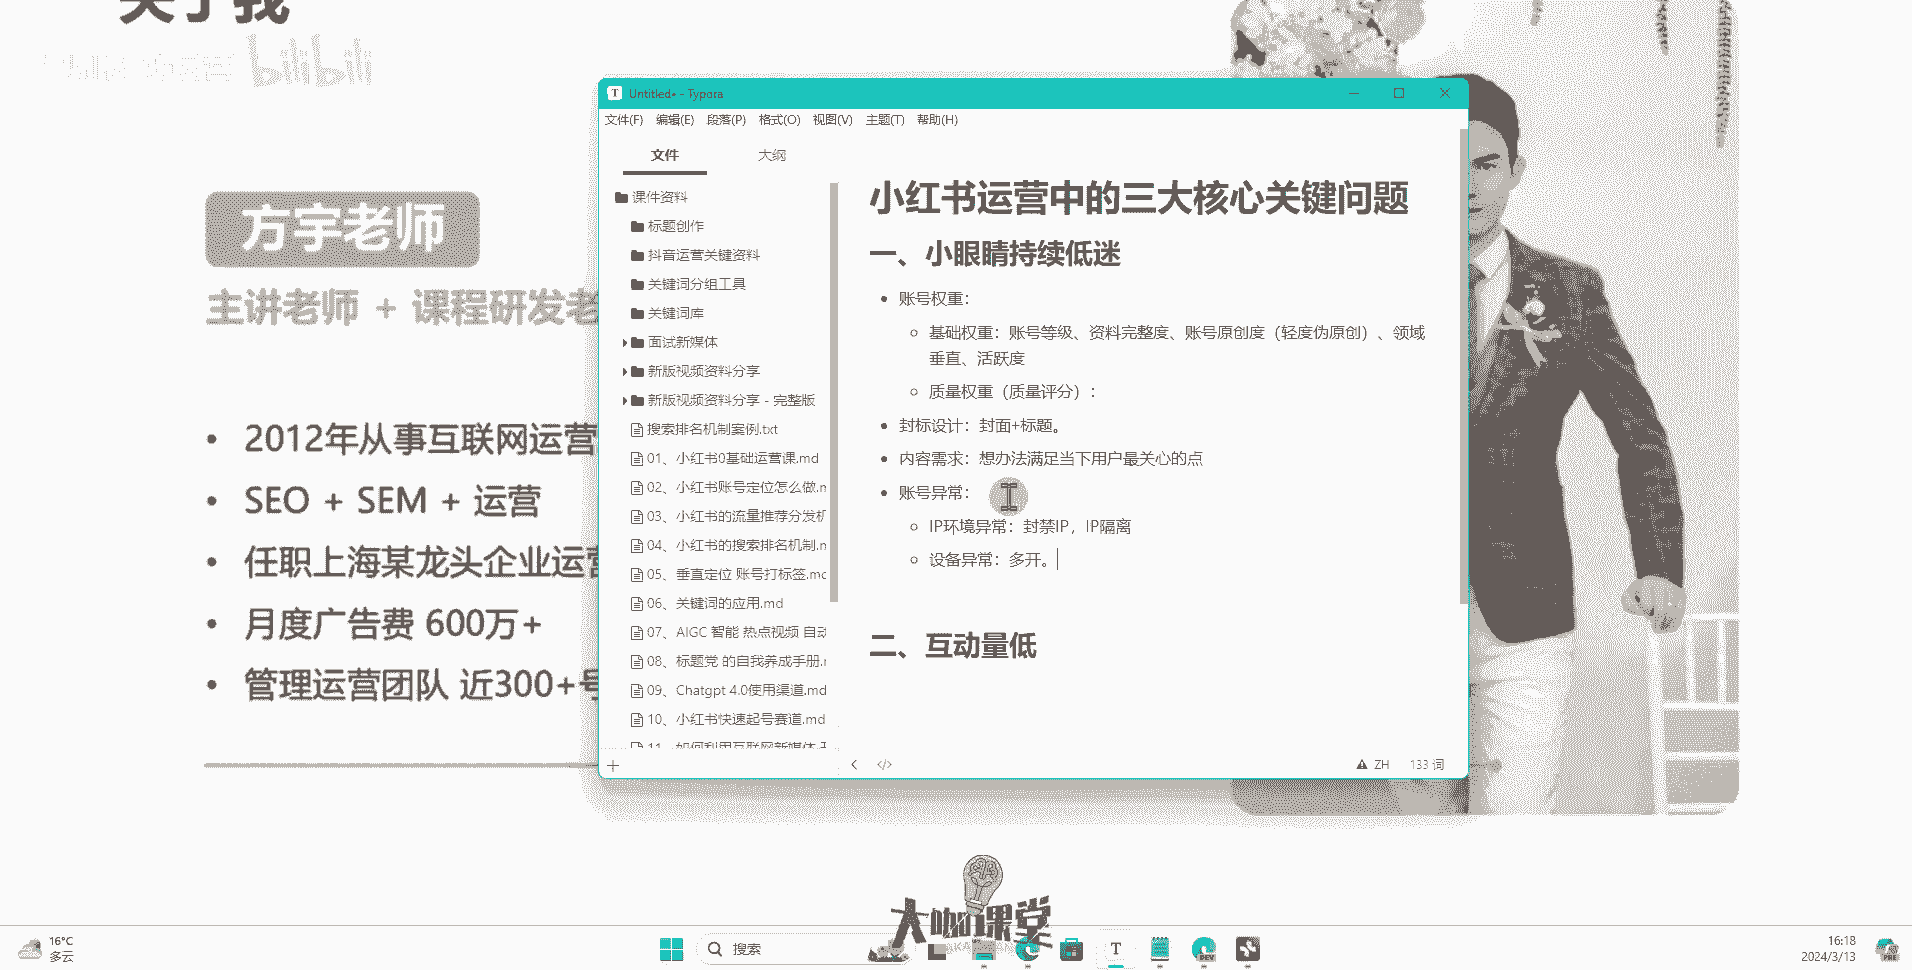 关于我
bilibili
方宇老师
主讲老师 + 课程研发老
2012年从事互联网运营
SEO + SEM + 运营
任职上海某龙头企业运营
月度广告费 600万+
管理运营团队 近300+号
Untitled• - Typora
文件(F) 编辑(E) 段落(P) 格式(O) 视图(V) 主题(T) 帮助(H)
文件 大纲
课件资料
标题创作
抖音运营关键资料
关键词分组工具
关键词库
面试新媒体
新版视频资料分享
新版视频资料分享 - 完整版
搜索排名机制案例.txt
01、小红书0基础运营课.md
02、小红书账号定位怎么做.m
03、小红书的流量推荐分发机
04、小红书的搜索排名机制.m
05、垂直定位 账号打标签.md
06、关键词的应用.md
07、AIGC 智能 热点视频 自动
08、标题党 的自我养成手册.m
09、Chatgpt 4.0使用渠道.md
10、小红书快速起号赛道.md
11、如何利用互联网新媒体
小红书运营中的三大核心关键问题
一、小眼睛持续低迷
账号权重：
基础权重：账号等级、资料完整度、账号原创度（轻度伪原创）、领域
垂直、活跃度
质量权重（质量评分）：
封标设计：封面+标题。
内容需求：想办法满足当下用户最关心的点
账号异常：
IP环境异常：封禁IP，IP隔离
设备异常：多开。
二、互动量低
ZH 133 词
大咖课堂
16°C
多云
搜索
16:18
2024/3/13